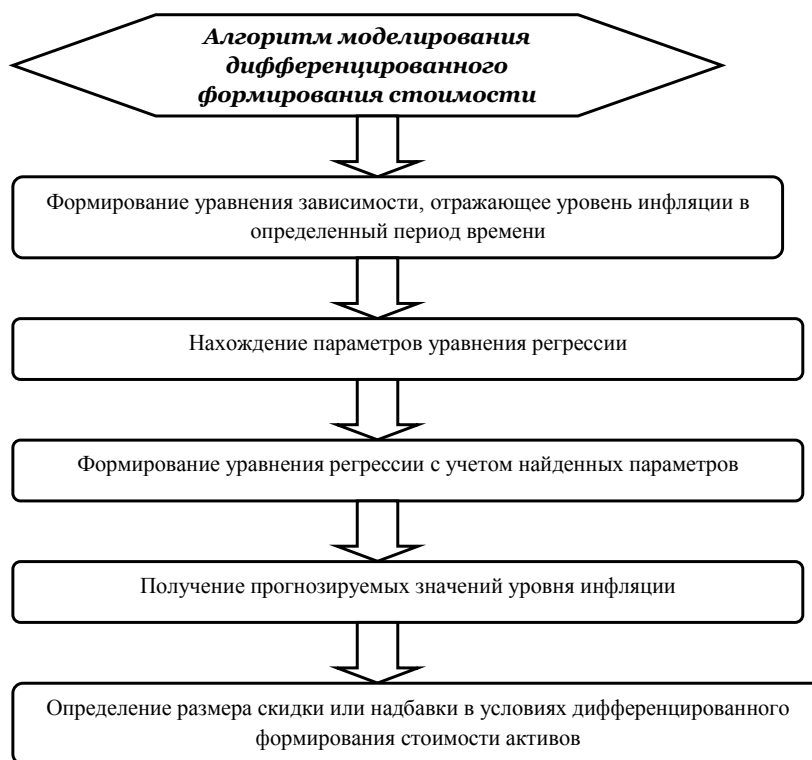 Алгоритм моделирования
дифференцированного
формирования стоимости
Формирование уравнения зависимости, отражающее уровень инфляции в
определенный период времени
Нахождение параметров уравнения регрессии
Формирование уравнения регрессии с учетом найденных параметров
Получение прогнозируемых значений уровня инфляции
Определение размера скидки или надбавки в условиях дифференцированного
формирования стоимости активов